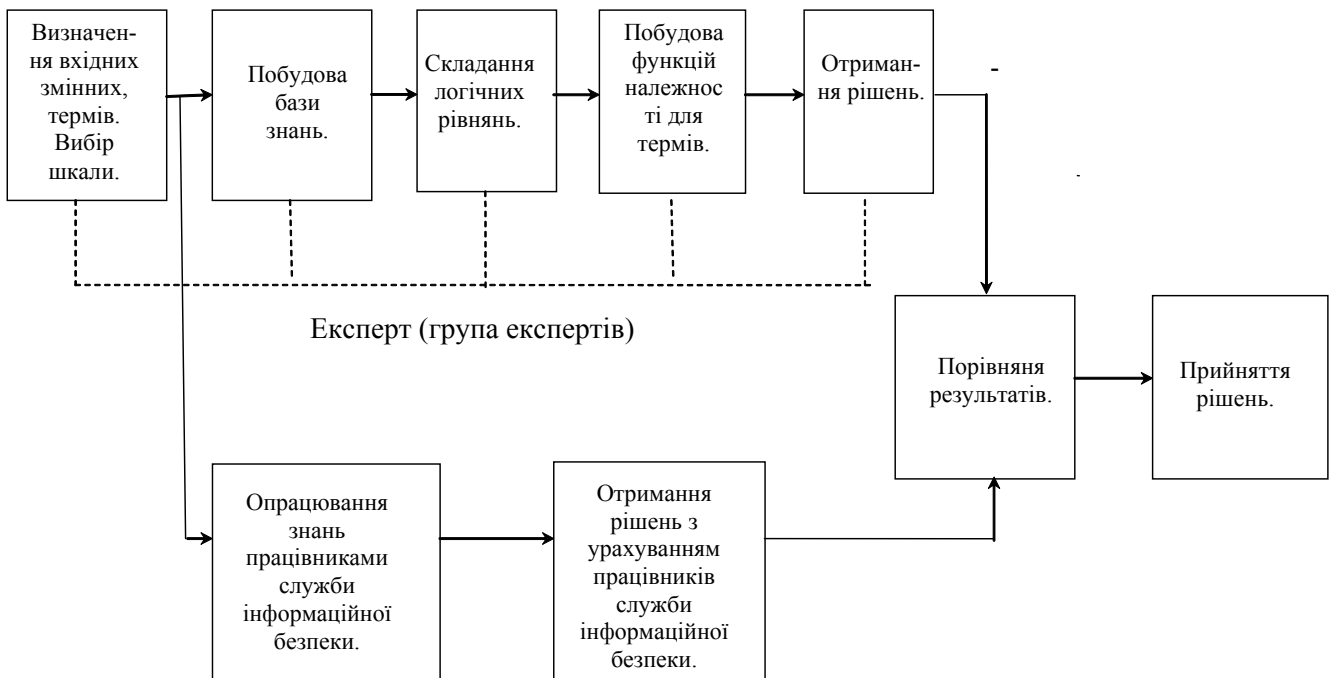 Визначен-
ня вхідних
змінних,
термів.
Вибір
шкали.
Побудова
бази
знань.
Складання
логічних
рівнянь.
Побудова
функцій
належнос
ті для
термів.
Отриман-
ня рішень.
-
-
Експерт (група експертів)
Порівняня
результатів.
Прийняття
рішень.
Опрацювання
знань
працівниками
служби
інформаційної
безпеки.
Отримання
рішень з
урахуванням
працівників
служби
інформаційної
безпеки.